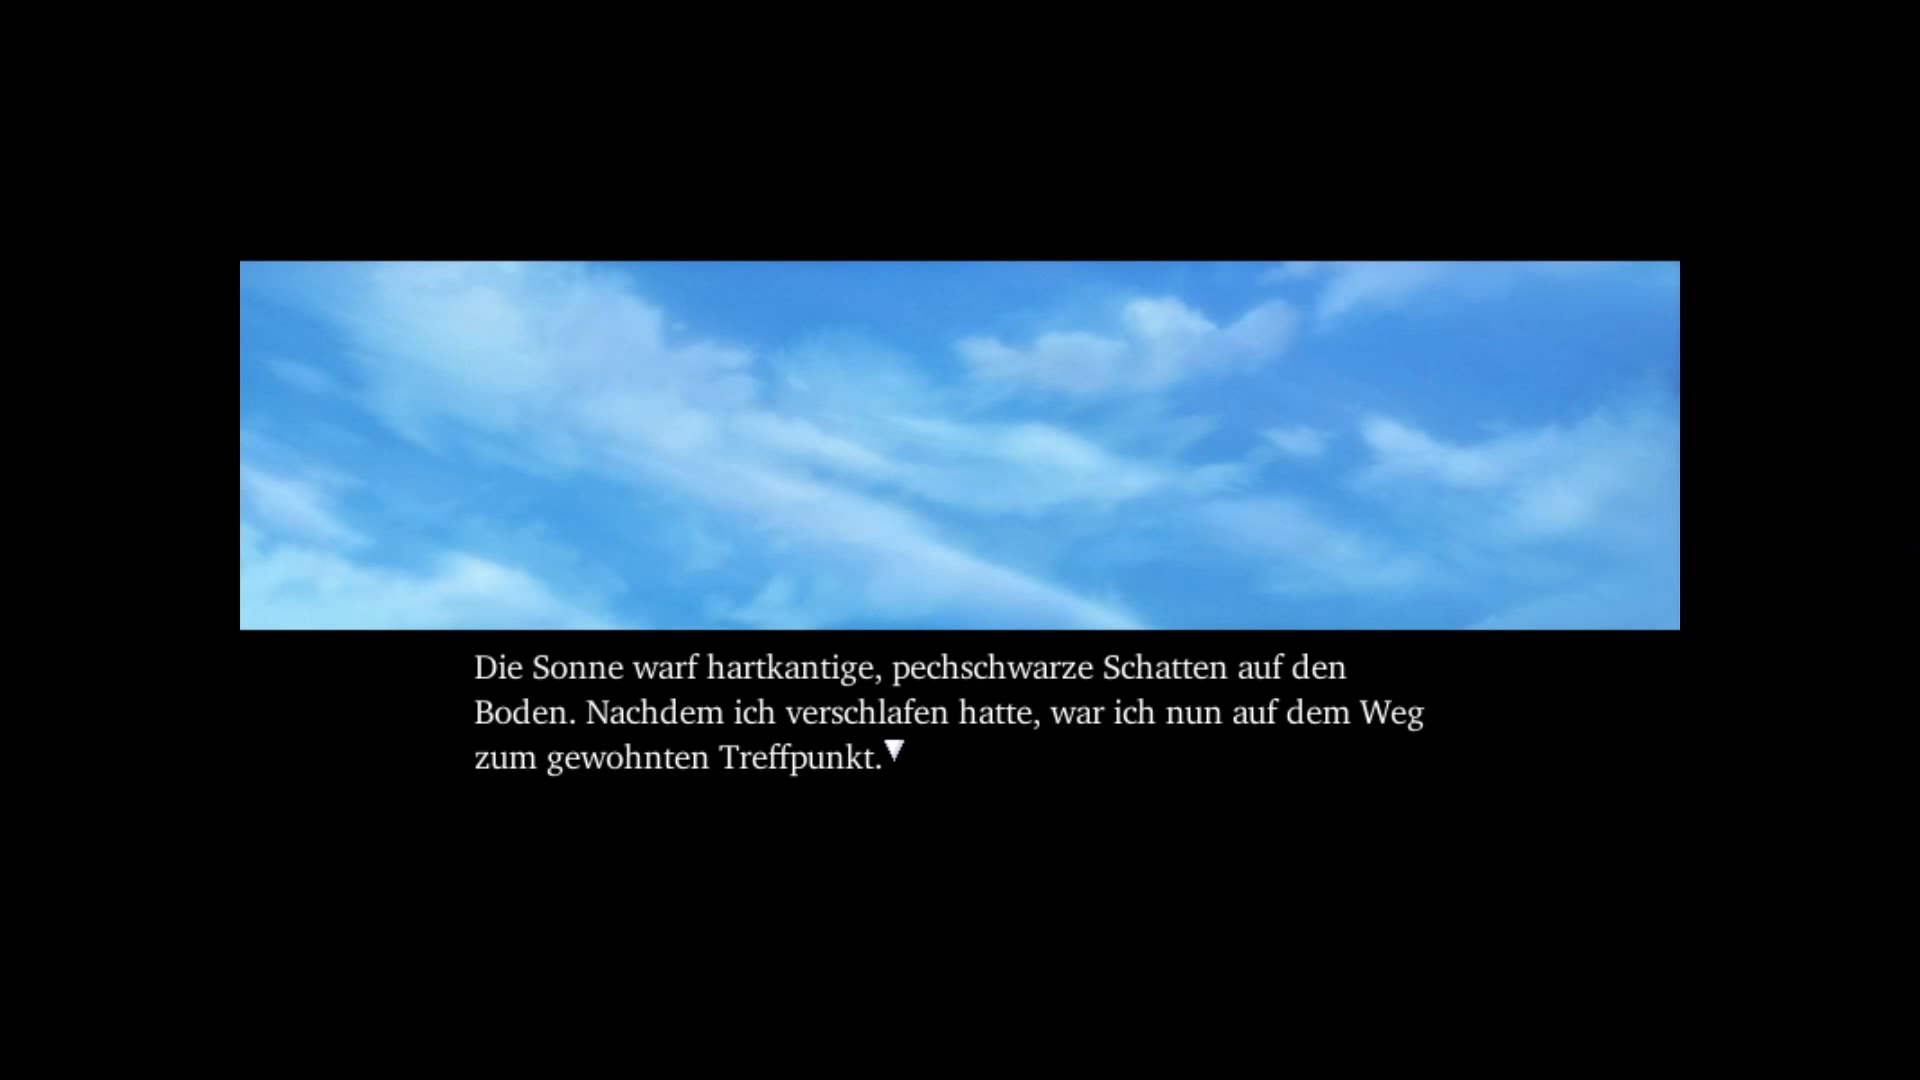 Die Sonne warf hartkantige, pechschwarze Schatten auf den
Boden. Nachdem ich verschlafen hatte, war ich nun auf dem Weg
zum gewohnten Treffpunkt.